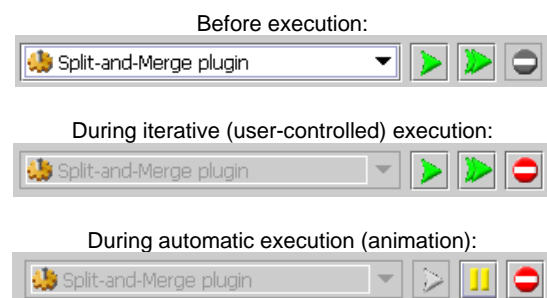 Before execution:
Split-and-Merge plugin
During iterative (user-controlled) execution:
Split-and-Merge plugin
During automatic execution (animation):
Split-and-Merge plugin